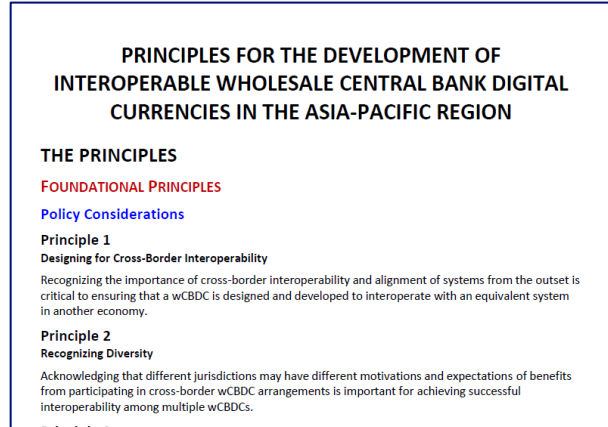 PRINCIPLES FOR THE DEVELOPMENT OF
INTEROPERABLE WHOLESALE CENTRAL BANK DIGITAL
CURRENCIES IN THE ASIA-PACIFIC REGION
THE PRINCIPLES
FOUNDATIONAL PRINCIPLES
Policy Considerations
Principle 1
Designing for Cross-Border Interoperability
Recognizing the importance of cross-border interoperability and alignment of systems from the outset is
critical to ensuring that a wCBDC is designed and developed to interoperate with an equivalent system
in another economy.
Principle 2
Recognizing Diversity
Acknowledging that different jurisdictions may have different motivations and expectations of benefits
from participating in cross-border wCBDC arrangements is important for achieving successful
interoperability among multiple wCBDCs.